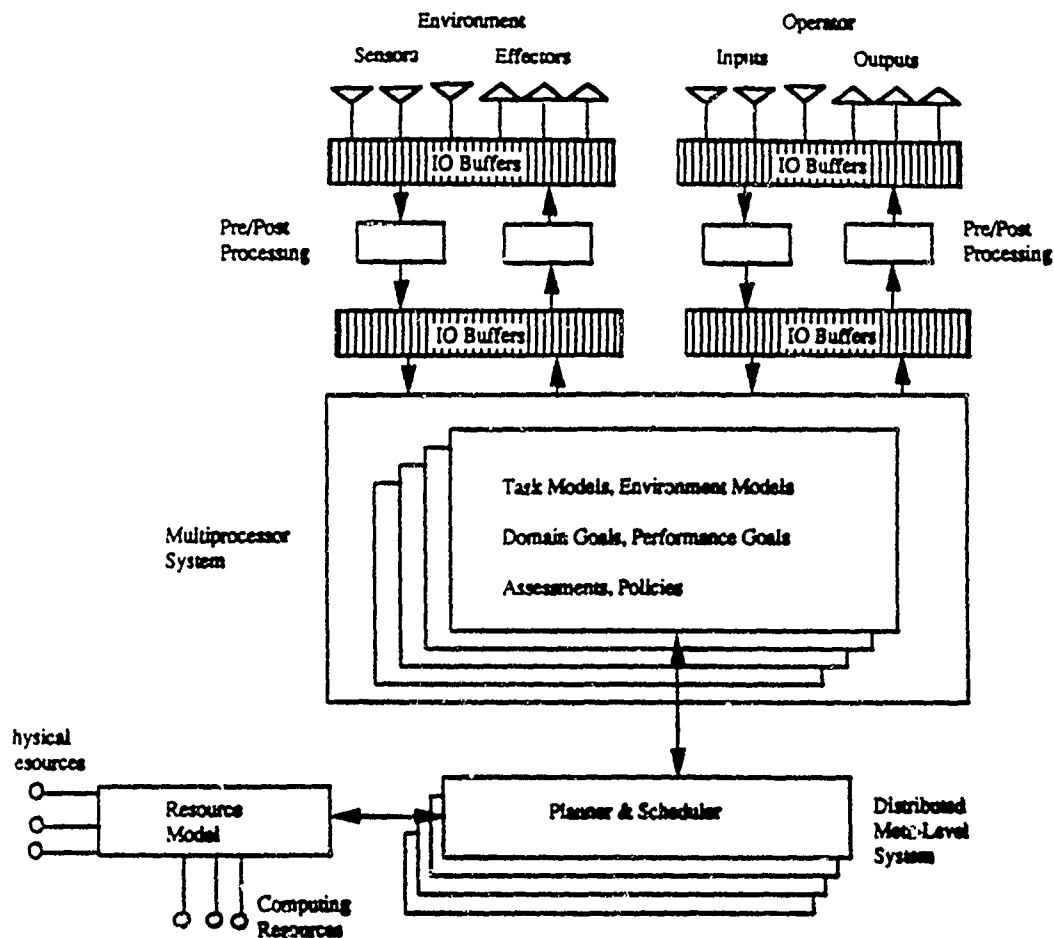 Environment
Operator
Sensors
Effectors
Inputs
Outputs
IO Buffers
IO Buffers
Pre/Post
Processing
Pre/Post
Processing
IO Buffers
IO Buffers
Task Models, Environment Models
Domain Goals, Performance Goals
Assessments, Policies
Multiprocessor
System
hysical
esources
Resource
Model
Planner & Scheduler
Distributed
Meta-Level
System
Computing
Resources